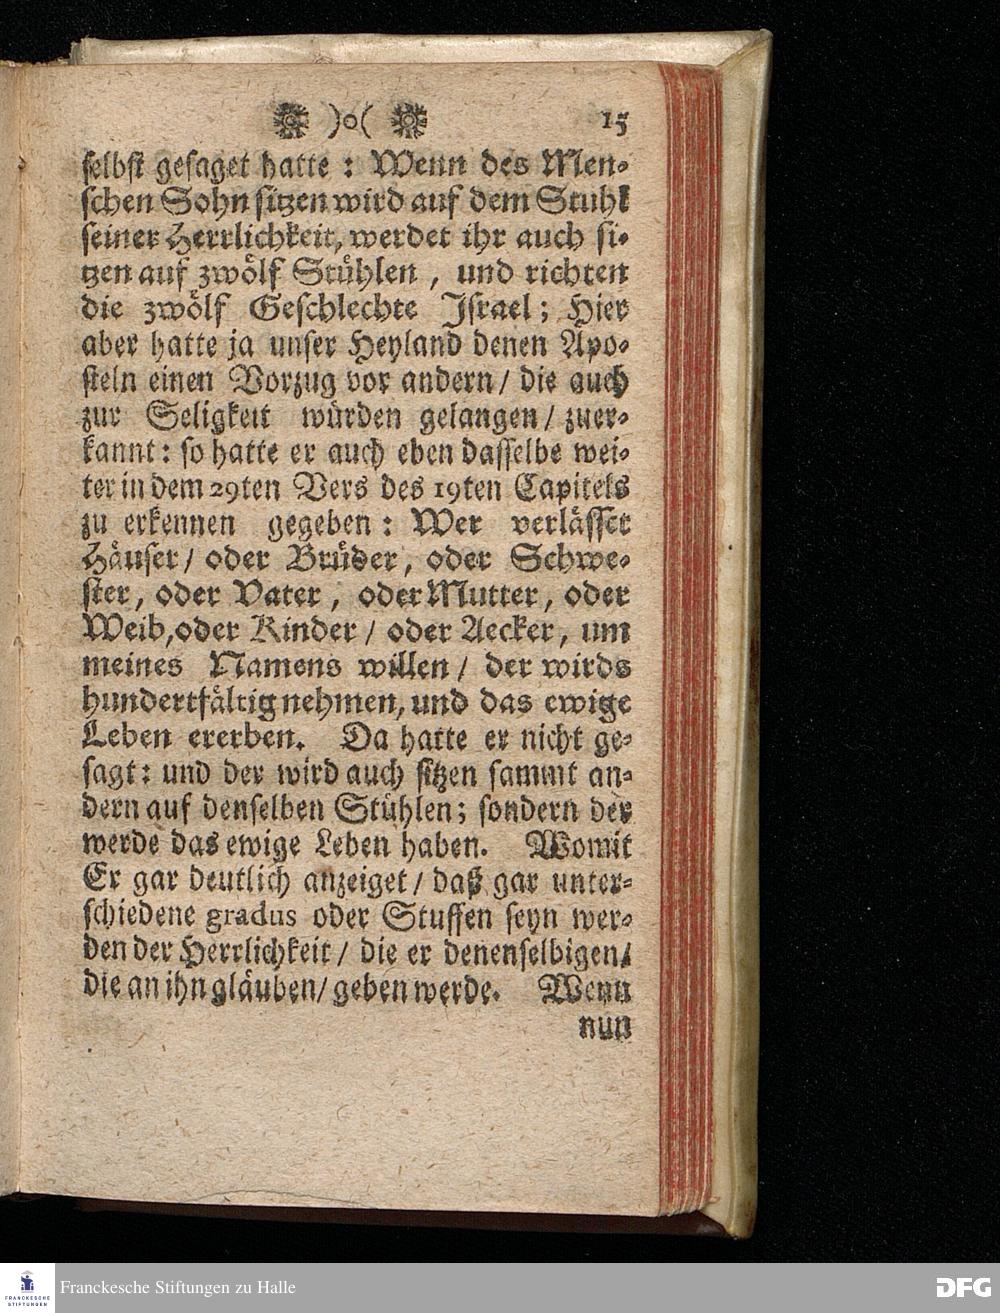 )o( 15
selbst gesaget hatte: Wenn des Men-
schen Sohn sitzen wird auf dem Stuhl
seiner Herrlichkeit, werdet ihr auch si-
tzen auf zwölf Stühlen, und richten
die zwölf Geschlechte Israel; Hier
aber hatte ja unser Heyland denen Apo-
steln einen Vorzug vor andern/ die auch
zur Seligkeit würden gelangen/ zuer-
kannt: so hatte er auch eben dasselbe wei-
ter in dem 29ten Vers des 19ten Capitels
zu erkennen gegeben: Wer verlässet
Häuser/ oder Brüder, oder Schwe-
ster, oder Vater, oder Mutter, oder
Weib, oder Kinder/ oder Aecker, um
meines Namens willen/ der wirds
hundertfältig nehmen, und das ewige
Leben ererben. Da hatte er nicht ge-
sagt: und der wird auch sitzen sammt an-
dern auf denselben Stühlen; sondern der
werde das ewige Leben haben. Womit
Er gar deutlich anzeiget/ daß gar unter-
schiedene gradus oder Stuffen seyn wer-
den der Herrlichkeit/ die er denenselbigen/
die an ihn gläuben/ geben werde. Wenn
nun
FRANCKESCHE
STIFTUNGEN
Franckesche Stiftungen zu Halle
DFG